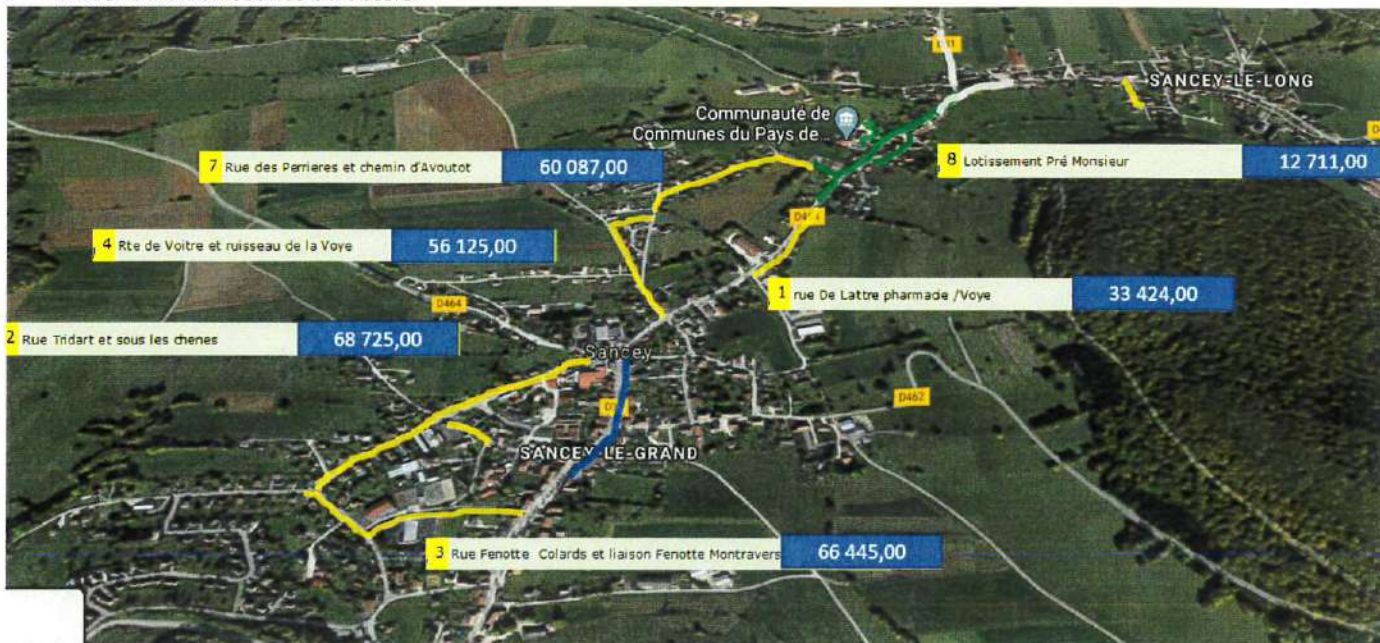 SANCEY-LE-LONG
Communauté de
Communes du Pays de...
7 Rue des Perrieres et chemin d'Avoutot 60 087,00
8 Lotissement Pré Monsieur 12 711,00
4 Rte de Voitre et ruisseau de la Voye 56 125,00
1 rue De Lattre pharmacie /Voye 33 424,00
D464
2 Rue Tridart et sous les chenes 68 725,00
Sancey
D462
SANCEY-LE-GRAND
3 Rue Fenotte Colards et liaison Fenotte Montravers 66 445,00